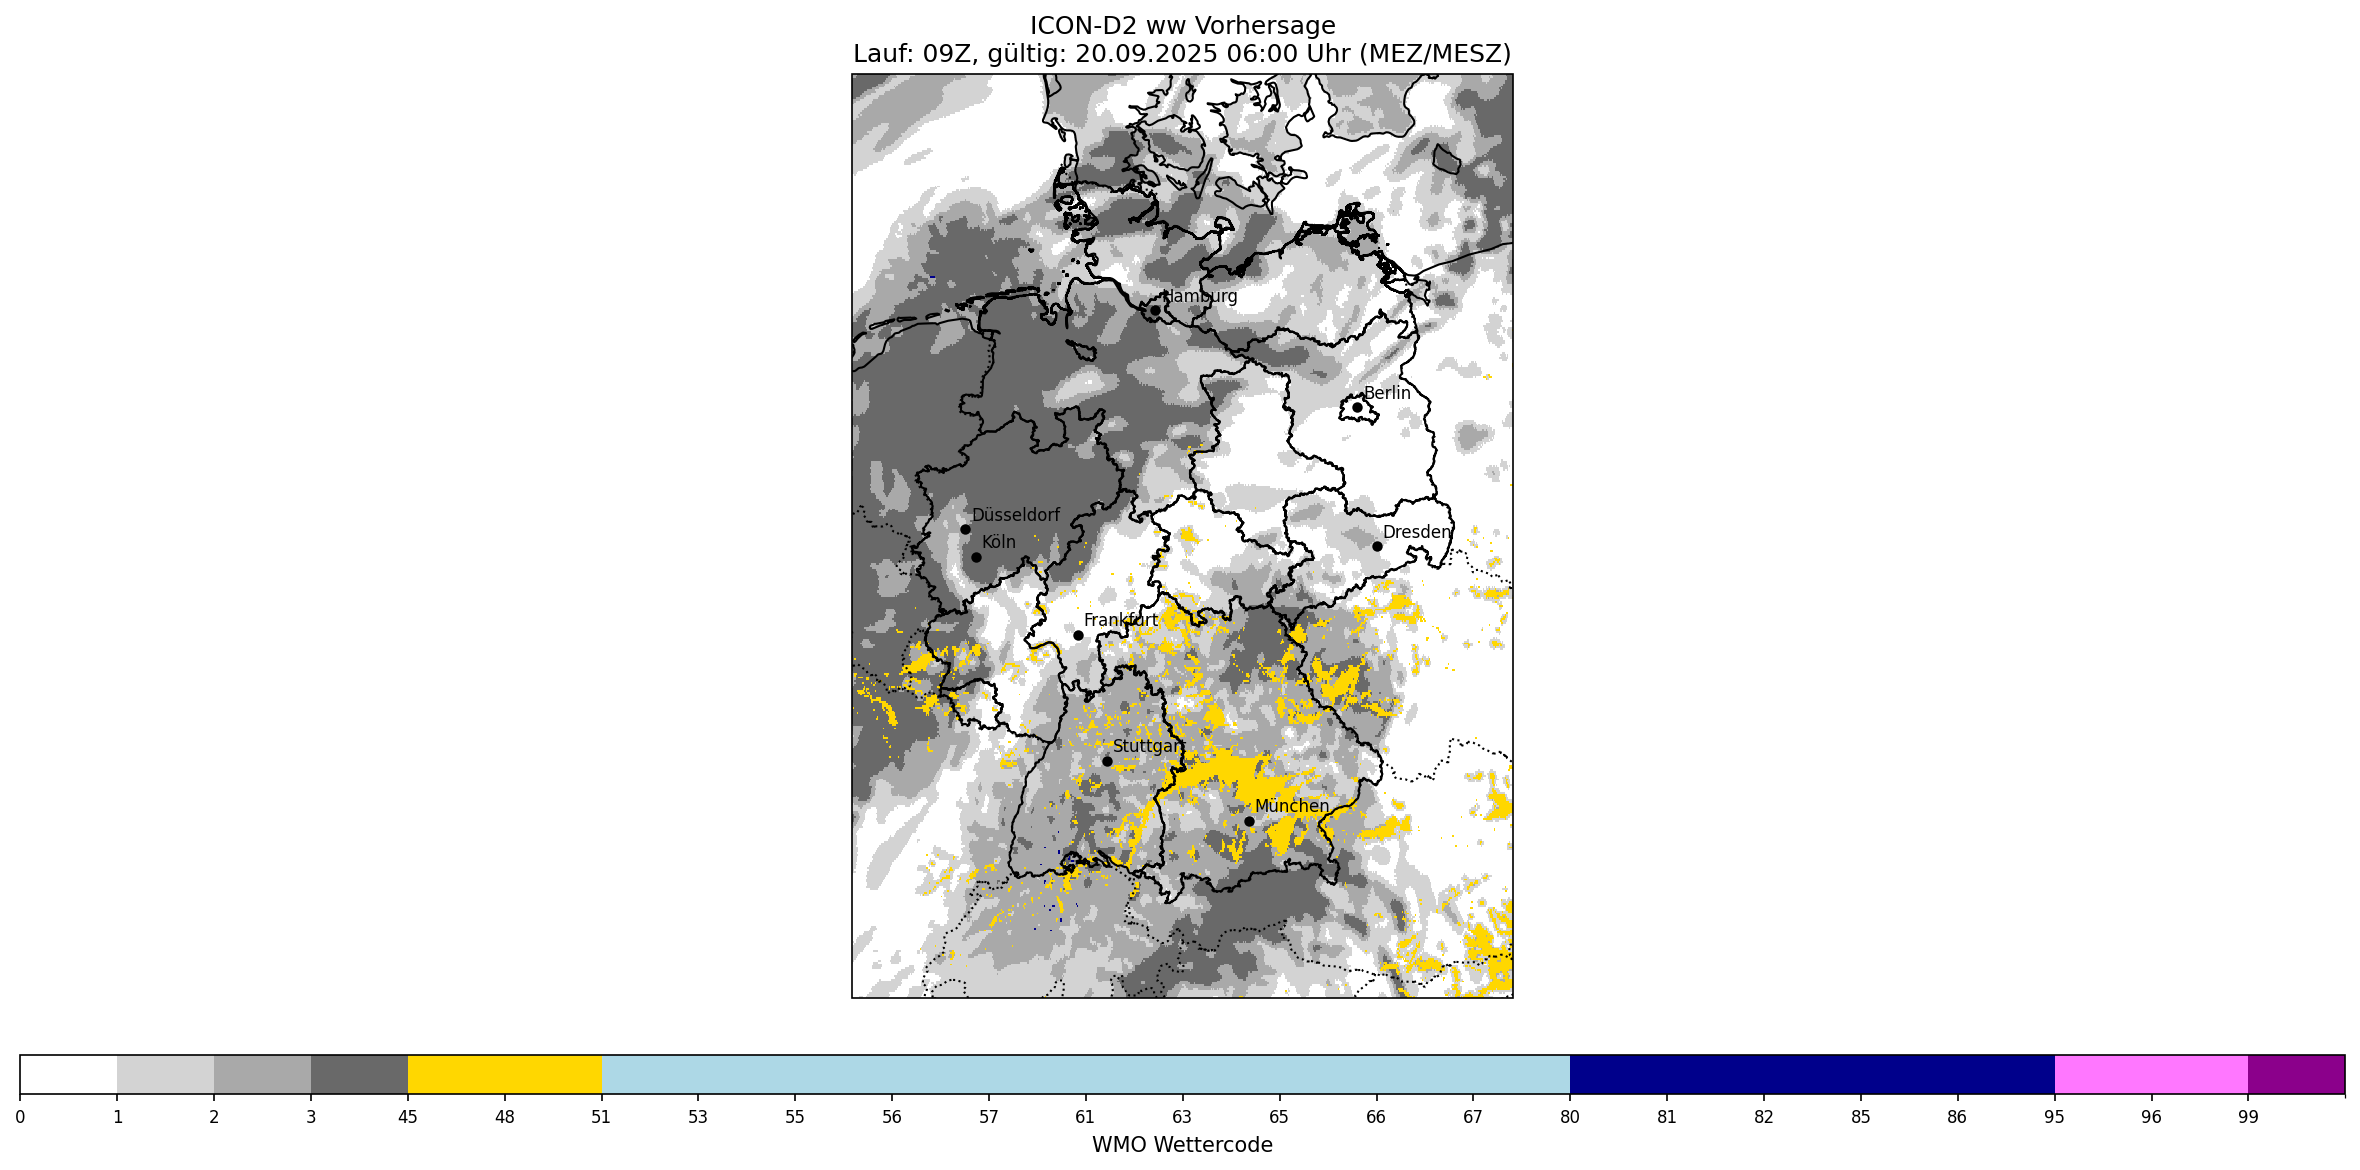 ICON-D2 ww Vorhersage
Lauf: 09Z, gültig: 20.09.2025 06:00 Uhr (MEZ/MESZ)
Hamburg
Berlin
Düsseldorf
Dresden
Köln
Frankfurt
Stuttgart
München
0 1 2 3 45 48 51 53 55 56 57 61 63 65 66 67 80 81 82 85 86 95 96 99
WMO Wettercode